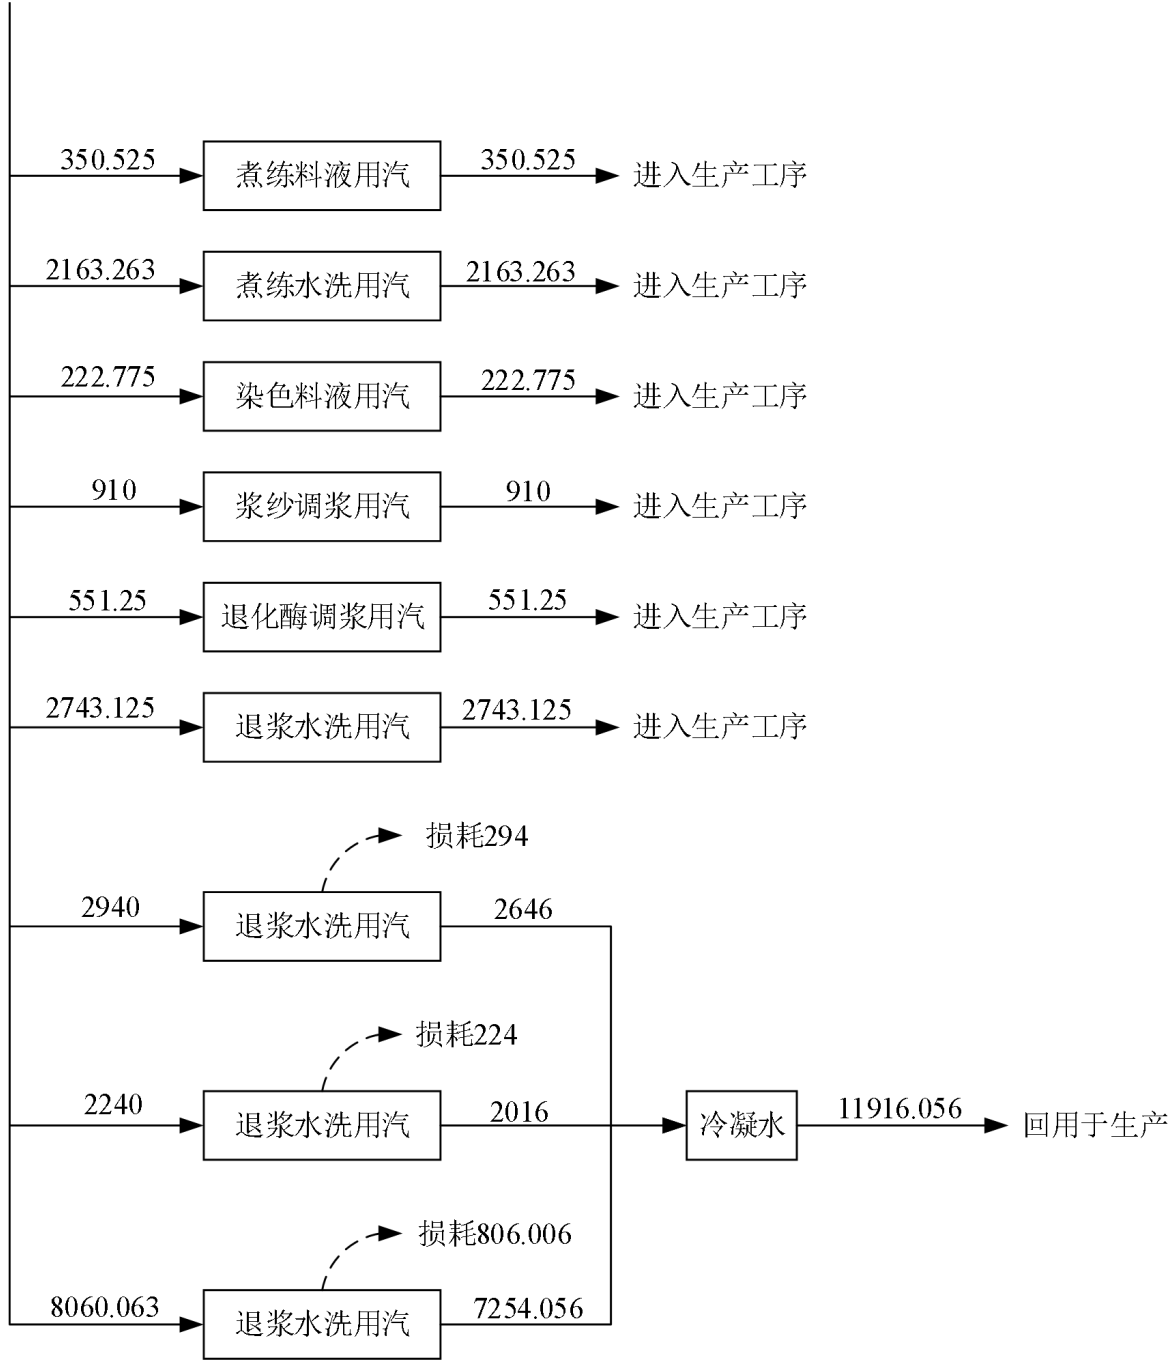 350.525 煮练料液用汽 350.525 进入生产工序
2163.263 煮练水洗用汽 2163.263 进入生产工序
222.775 染色料液用汽 222.775 进入生产工序
910 浆纱调浆用汽 910 进入生产工序
551.25 退化酶调浆用汽 551.25 进入生产工序
2743.125 退浆水洗用汽 2743.125 进入生产工序
损耗294
2940 退浆水洗用汽 2646
损耗224
2240 退浆水洗用汽 2016 冷凝水 11916.056 回用于生产
损耗806.006
8060.063 退浆水洗用汽 7254.056